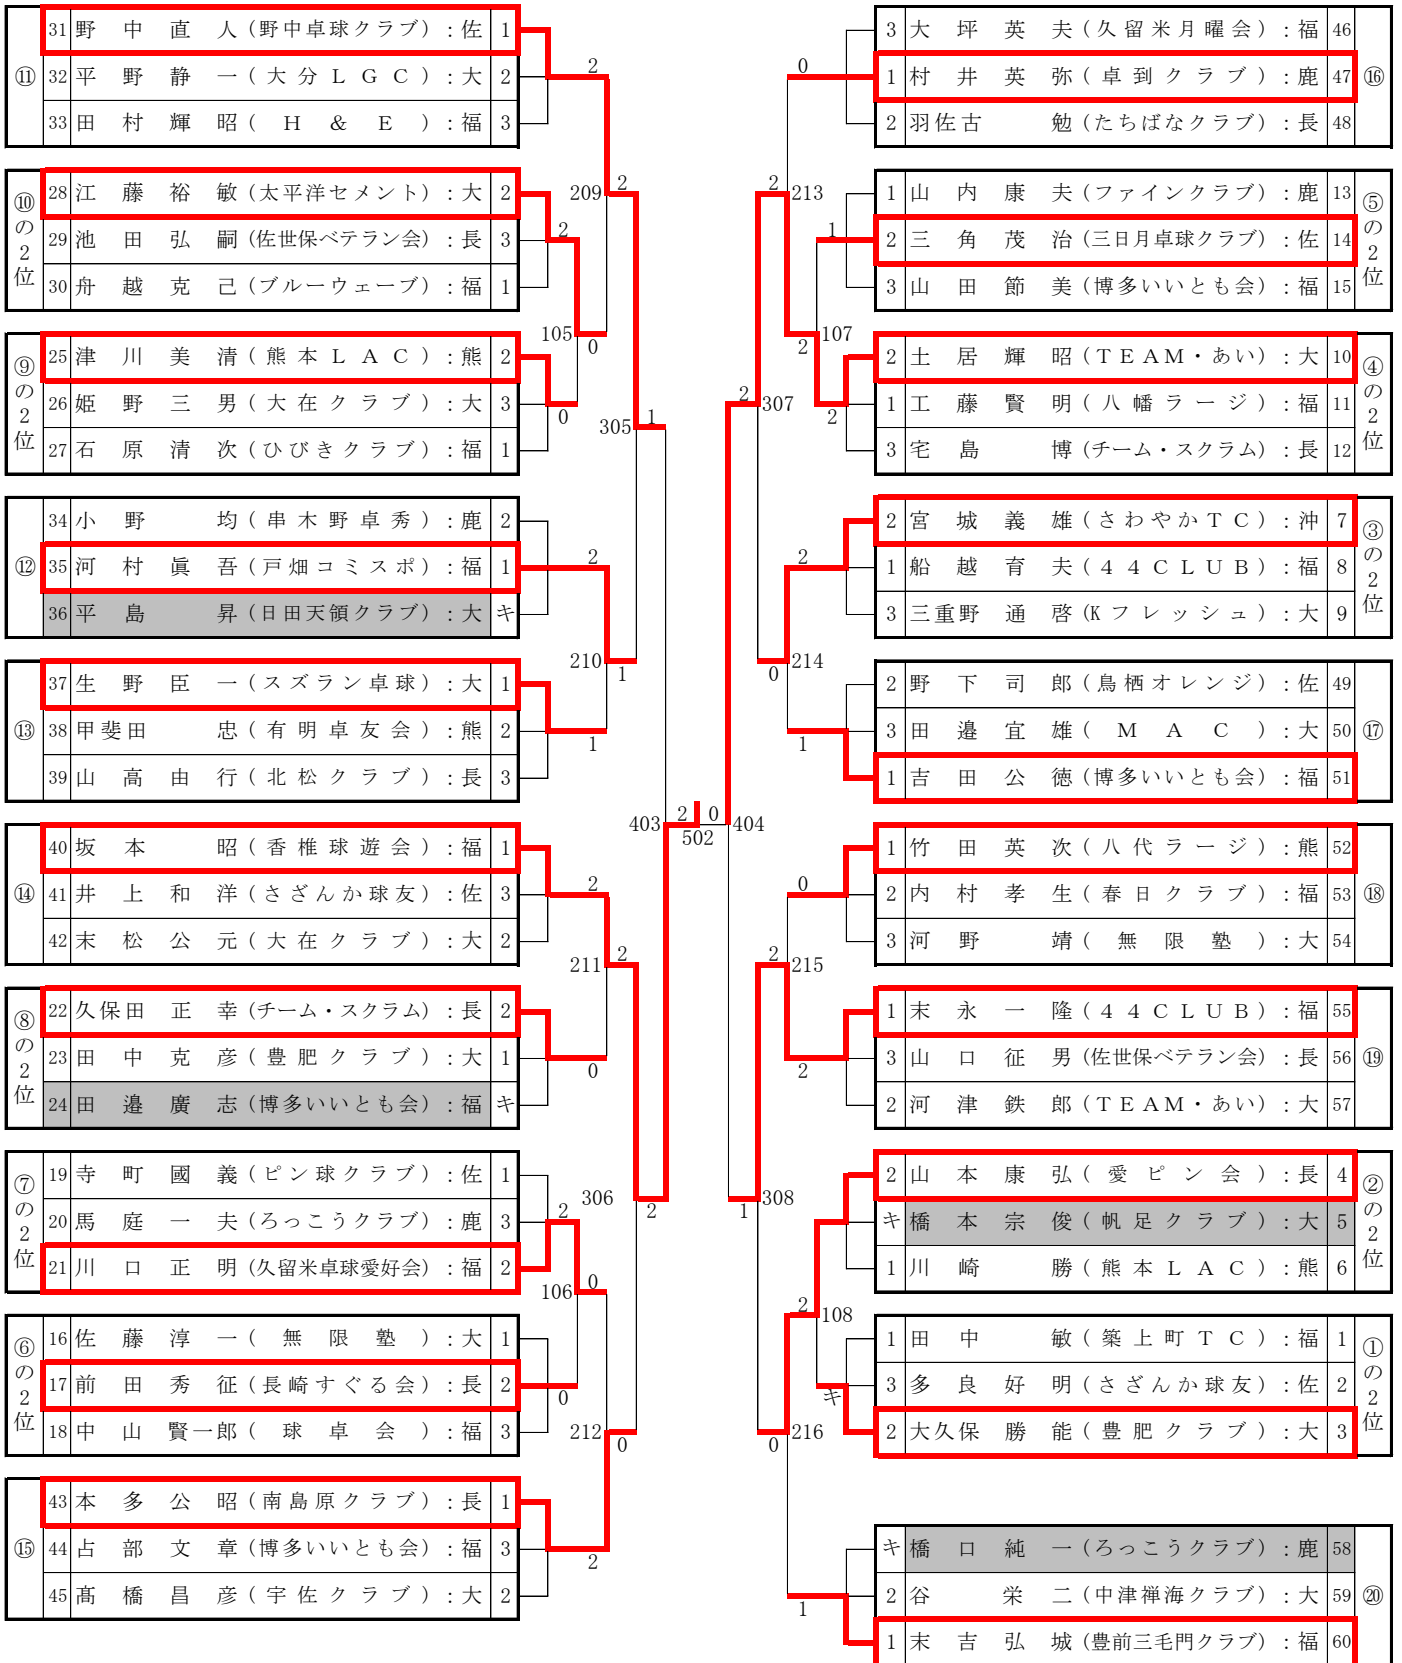 ⑪
31 野中直人(野中卓球クラブ):佐 1
32 平野静一(大分LGC):大 2
33 田村輝昭(H&E):福 3
2
⑩の2位
28 江藤裕敏(太平洋セメント):大 2
29 池田弘嗣(佐世保ベテラン会):長 3
30 舟越克己(ブルーウェーブ):福 1
209
2
2
105
0
⑨の2位
25 津川美清(熊本LAC):熊 2
26 姫野三男(大在クラブ):大 3
27 石原清次(ひびきクラブ):福 1
0
305
1
⑫
34 小野均(串木野卓秀):鹿 2
35 河村眞吾(戸畑コミスポ):福 1
36 平島昇(日田天領クラブ):大 キ
2
210
1
⑬
37 生野臣一(スズラン卓球):大 1
38 甲斐田忠(有明卓友会):熊 2
39 山高由行(北松クラブ):長 3
1
403
2
0
502
404
⑭
40 坂本昭(香椎球遊会):福 1
41 井上和洋(さざんか球友):佐 3
42 末松公元(大在クラブ):大 2
2
211
2
⑧の2位
22 久保田正幸(チーム・スクラム):長 2
23 田中克彦(豊肥クラブ):大 1
24 田邉廣志(博多いいとも会):福 キ
0
⑦の2位
19 寺町國義(ピン球クラブ):佐 1
20 馬庭一夫(ろっこうクラブ):鹿 3
21 川口正明(久留米卓球愛好会):福 2
2
306
2
106
0
⑥の2位
16 佐藤淳一(無限塾):大 1
17 前田秀征(長崎すぐる会):長 2
18 中山賢一郎(球卓会):福 3
0
212
0
⑮
43 本多公昭(南島原クラブ):長 1
44 占部文章(博多いいとも会):福 3
45 髙橋昌彦(宇佐クラブ):大 2
2
3 大坪英夫(久留米月曜会):福 46
1 村井英弥(卓到クラブ):鹿 47
2 羽佐古勉(たちばなクラブ):長 48
⑯
0
2
213
1 山内康夫(ファインクラブ):鹿 13
2 三角茂治(三日月卓球クラブ):佐 14
3 山田節美(博多いいとも会):福 15
⑤の2位
1
107
2
2 土居輝昭(TEAM・あい):大 10
1 工藤賢明(八幡ラージ):福 11
3 宅島博(チーム・スクラム):長 12
④の2位
2
2
307
2 宮城義雄(さわやかTC):沖 7
1 船越育夫(44CLUB):福 8
3 三重野通啓(Kフレッシュ):大 9
③の2位
2
214
0
2 野下司郎(鳥栖オレンジ):佐 49
3 田邉宜雄(MAC):大 50
1 吉田公徳(博多いいとも会):福 51
⑰
1
1 竹田英次(八代ラージ):熊 52
2 内村孝生(春日クラブ):福 53
3 河野靖(無限塾):大 54
⑱
0
2
215
1 末永一隆(44CLUB):福 55
3 山口征男(佐世保ベテラン会):長 56
2 河津鉄郎(TEAM・あい):大 57
⑲
2
1
308
2 山本康弘(愛ピン会):長 4
キ 橋本宗俊(帆足クラブ):大 5
1 川崎勝(熊本LAC):熊 6
②の2位
2
108
1 田中敏(築上町TC):福 1
3 多良好明(さざんか球友):佐 2
2 大久保勝能(豊肥クラブ):大 3
①の2位
キ
0
216
キ 橋口純一(ろっこうクラブ):鹿 58
2 谷栄二(中津禅海クラブ):大 59
1 末吉弘城(豊前三毛門クラブ):福 60
⑳
1